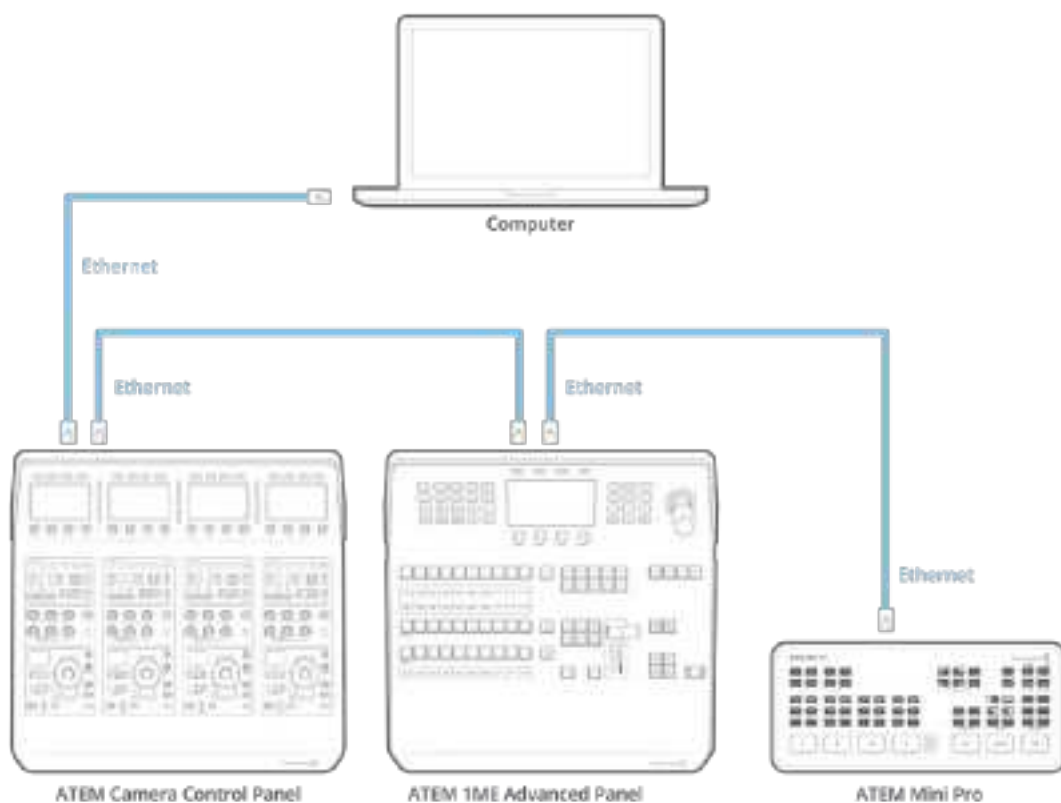 Computer
Ethernet
Ethernet
Ethernet
Ethernet
ATEM Camera Control Panel
ATEM 1ME Advanced Panel
ATEM Mini Pro